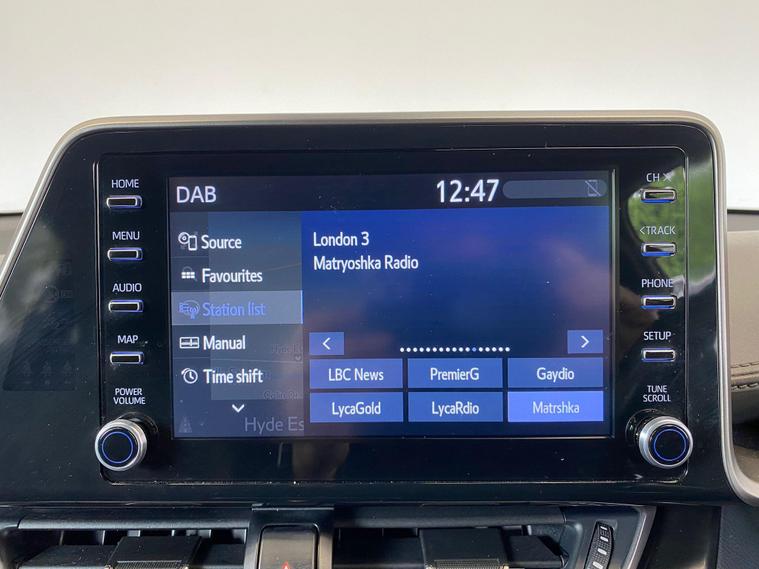 HOME
MENU
AUDIO
MAP
POWER
VOLUME
DAB
12:47
Source
Favourites
Station list
Manual
Time shift
London 3
Matryoshka Radio
LBC News
PremierG
Gaydio
LycaGold
LycaRdio
Matrshka
Hyde Es
CH
<TRACK
PHONE
SETUP
TUNE
SCROLL